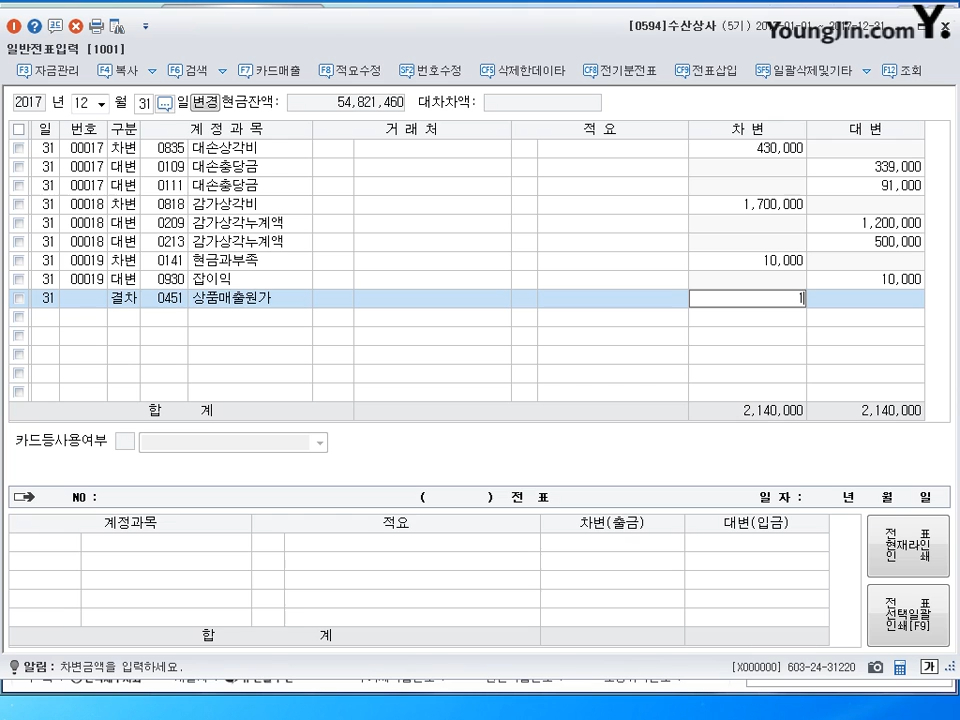 [0594]수산상사 (5기)
YoungJin.com Y.
일반전표입력 [1001]
F3 자금관리 F4 복사 F6 검색 F7 카드매출 F8 적요수정 SF2 번호수정 CF5 삭제한데이타 CF8 전기분전표 CF9 전표삽입 SF5 일괄삭제및기타 F12 조회
2017 년 12 월 31 일 변경 현금잔액: 54,821,460 대차차액:
일 번호 구분 계 정 과 목 거 래 처 적 요 차 변 대 변
31 00017 차변 0835 대손상각비 430,000
31 00017 대변 0109 대손충당금 339,000
31 00017 대변 0111 대손충당금 91,000
31 00018 차변 0818 감가상각비 1,700,000
31 00018 대변 0209 감가상각누계액 1,200,000
31 00018 대변 0213 감가상각누계액 500,000
31 00019 차변 0141 현금과부족 10,000
31 00019 대변 0930 잡이익 10,000
31 결차 0451 상품매출원가 1
합 계 2,140,000 2,140,000
카드등사용여부
NO : ( ) 전 표 일 자 : 년 월 일
계정과목 적요 차변(출금) 대변(입금)
전 표
현재라인
인 쇄
전 표
선택일괄
인쇄[F9]
합 계
알림 : 차변금액을 입력하세요. [X000000] 603-24-31220 가